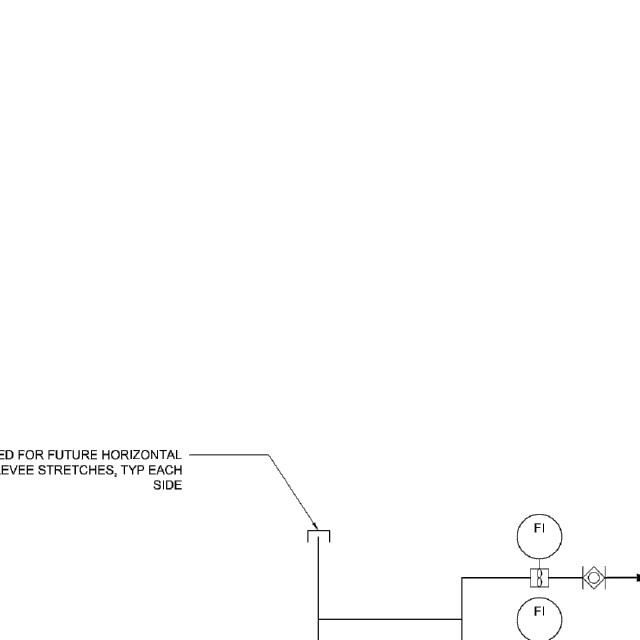 ED FOR FUTURE HORIZONTAL
EVEE STRETCHES, TYP EACH
SIDE
FI
FI